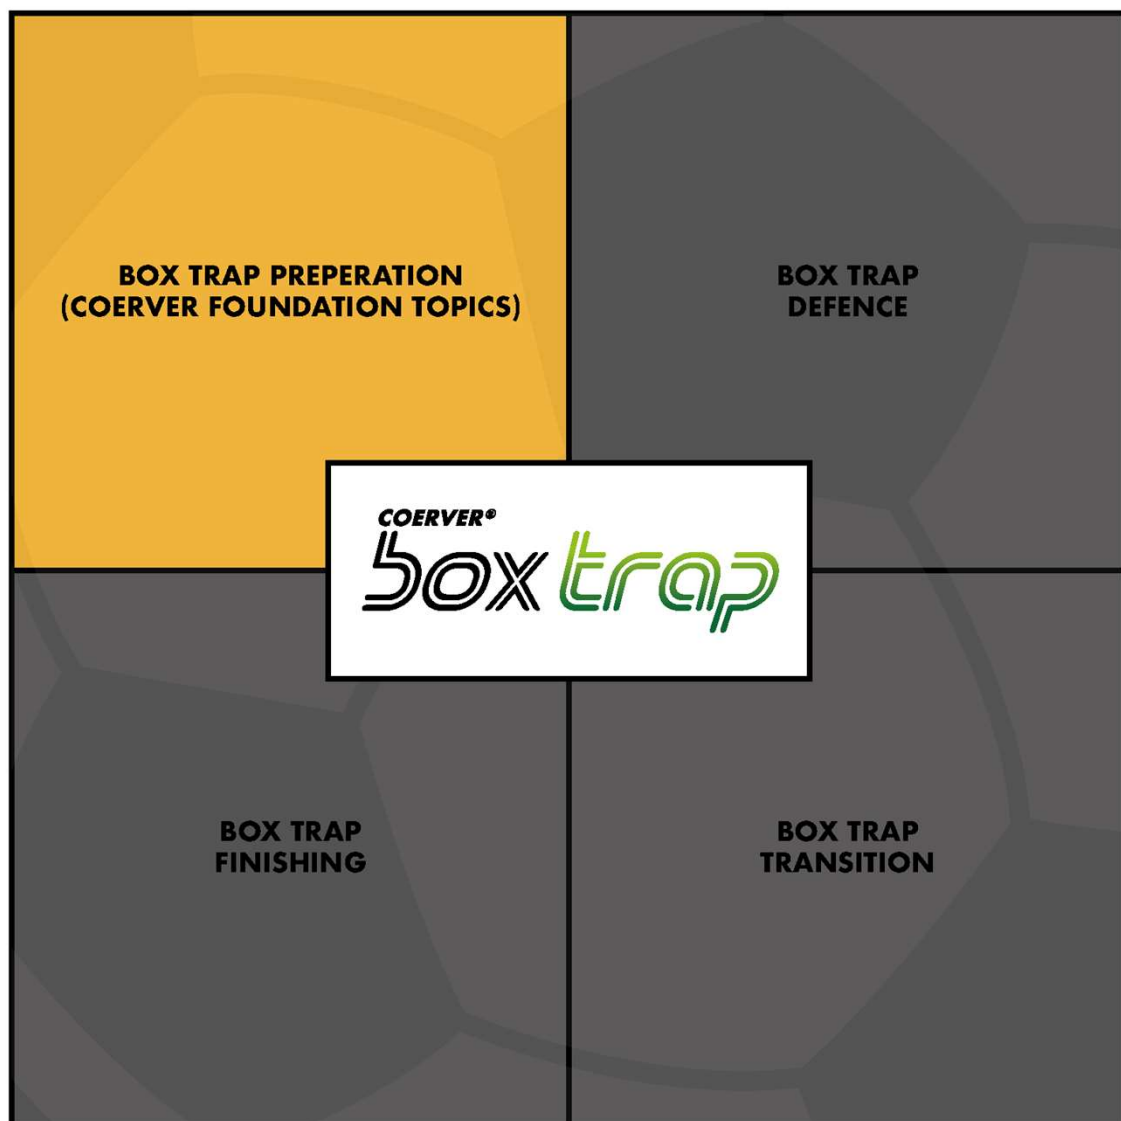 BOX TRAP PREPERATION
(COERVER FOUNDATION TOPICS)
BOX TRAP
DEFENCE
COERVER®
box trap
BOX TRAP
FINISHING
BOX TRAP
TRANSITION